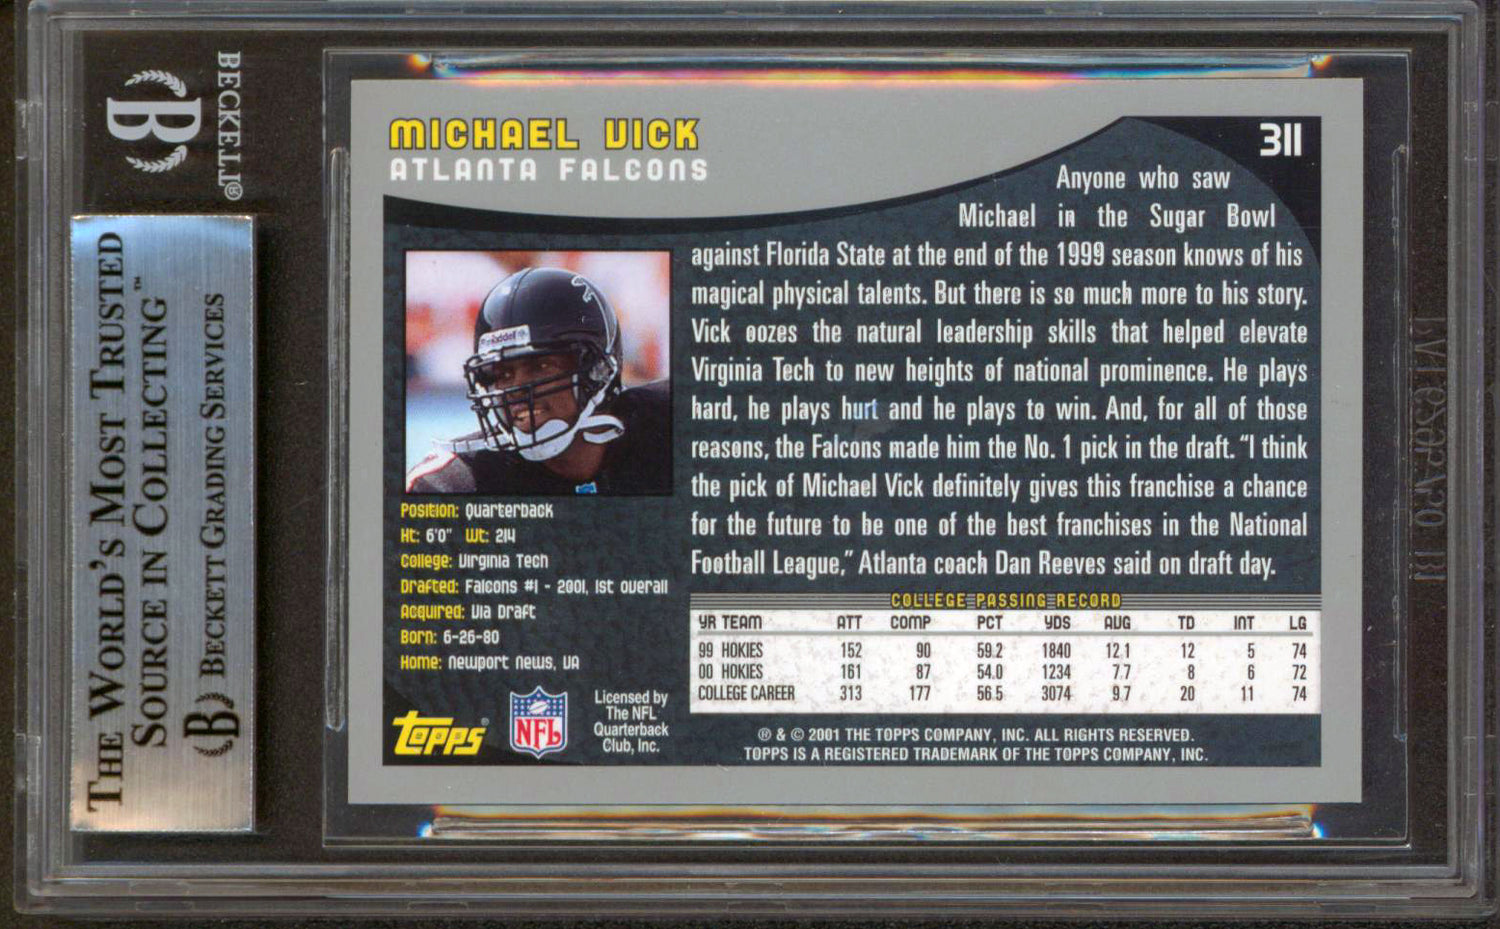 BECKETT®
B
THE WORLD'S MOST TRUSTED
SOURCE IN COLLECTING™
B BECKETT GRADING SERVICES
MICHAEL VICK
ATLANTA FALCONS
311
Anyone who saw
Michael in the Sugar Bowl
against Florida State at the end of the 1999 season knows of his
magical physical talents. But there is so much more to his story.
Vick oozes the natural leadership skills that helped elevate
Virginia Tech to new heights of national prominence. He plays
hard, he plays hurt and he plays to win. And, for all of those
reasons, the Falcons made him the No. 1 pick in the draft. "I think
the pick of Michael Vick definitely gives this franchise a chance
for the future to be one of the best franchises in the National
Football League," Atlanta coach Dan Reeves said on draft day.
Riddell
Position: Quarterback
Ht: 6'0" Wt: 214
College: Virginia Tech
Drafted: Falcons #1 - 2001, 1st overall
Acquired: Via Draft
Born: 6-26-80
Home: Newport News, VA
COLLEGE PASSING RECORD
YR TEAM ATT COMP PCT YDS AVG TD INT LG
99 HOKIES 152 90 59.2 1840 12.1 12 5 74
00 HOKIES 161 87 54.0 1234 7.7 8 6 72
COLLEGE CAREER 313 177 56.5 3074 9.7 20 11 74
topps®
NFL
Licensed by
The NFL
Quarterback
Club, Inc.
® & © 2001 THE TOPPS COMPANY, INC. ALL RIGHTS RESERVED.
TOPPS IS A REGISTERED TRADEMARK OF THE TOPPS COMPANY, INC.